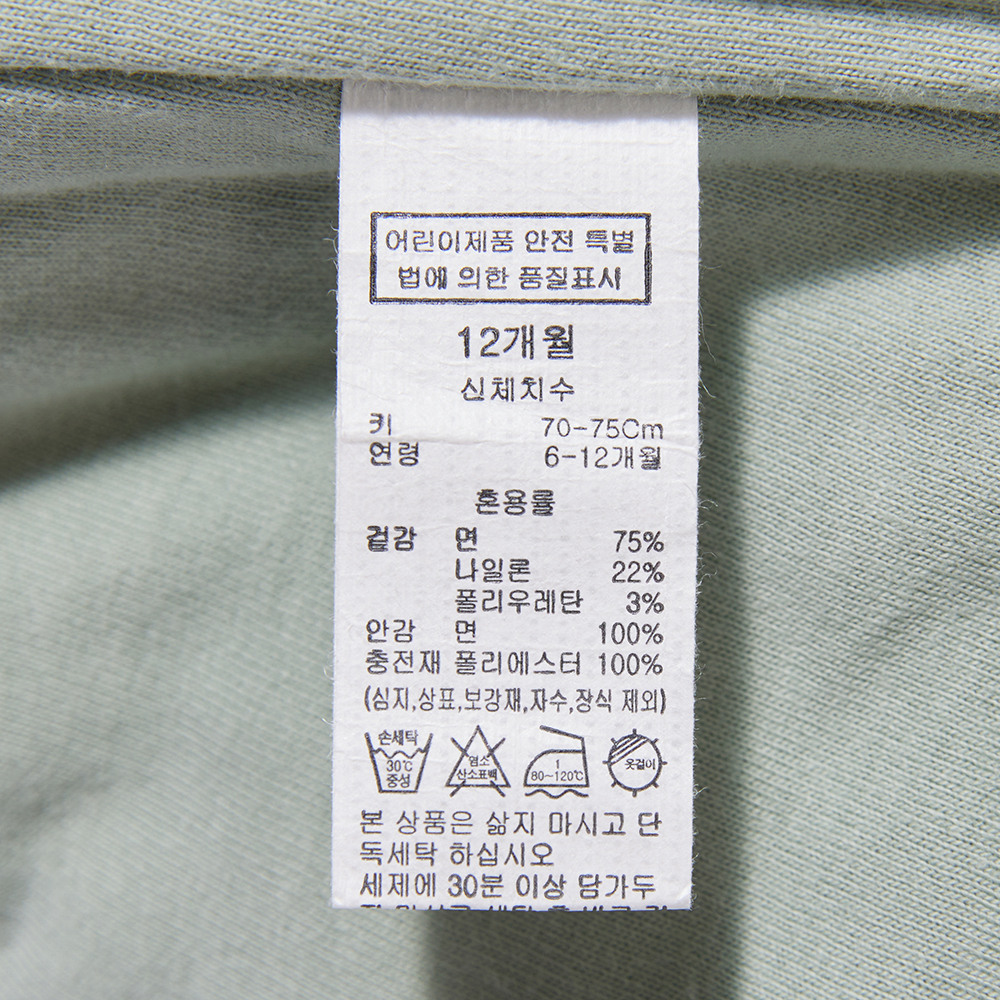 어린이제품 안전 특별
법에 의한 품질표시
12개월
신체치수
키 70-75Cm
연령 6-12개월
혼용률
겉감 면 75%
나일론 22%
폴리우레탄 3%
안감 면 100%
충전재 폴리에스터 100%
(심지,상표,보강재,자수,장식 제외)
손세탁
30℃
중성
염소
산소표백
1
80~120℃
옷걸이
본 상품은 삶지 마시고 단
독세탁 하십시오
세제에 30분 이상 담가두